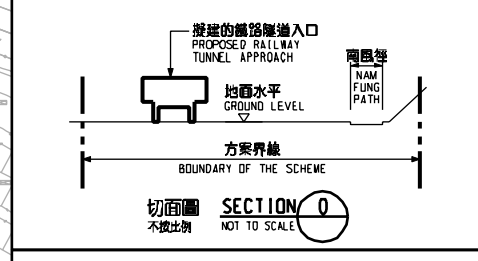 擬建的鐵路隧道入口
PROPOSED RAILWAY
TUNNEL APPROACH
南風徑
NAM
FUNG
PATH
地面水平
GROUND LEVEL
方案界線
BOUNDARY OF THE SCHEME
切面圖 SECTION O
不按比例 NOT TO SCALE